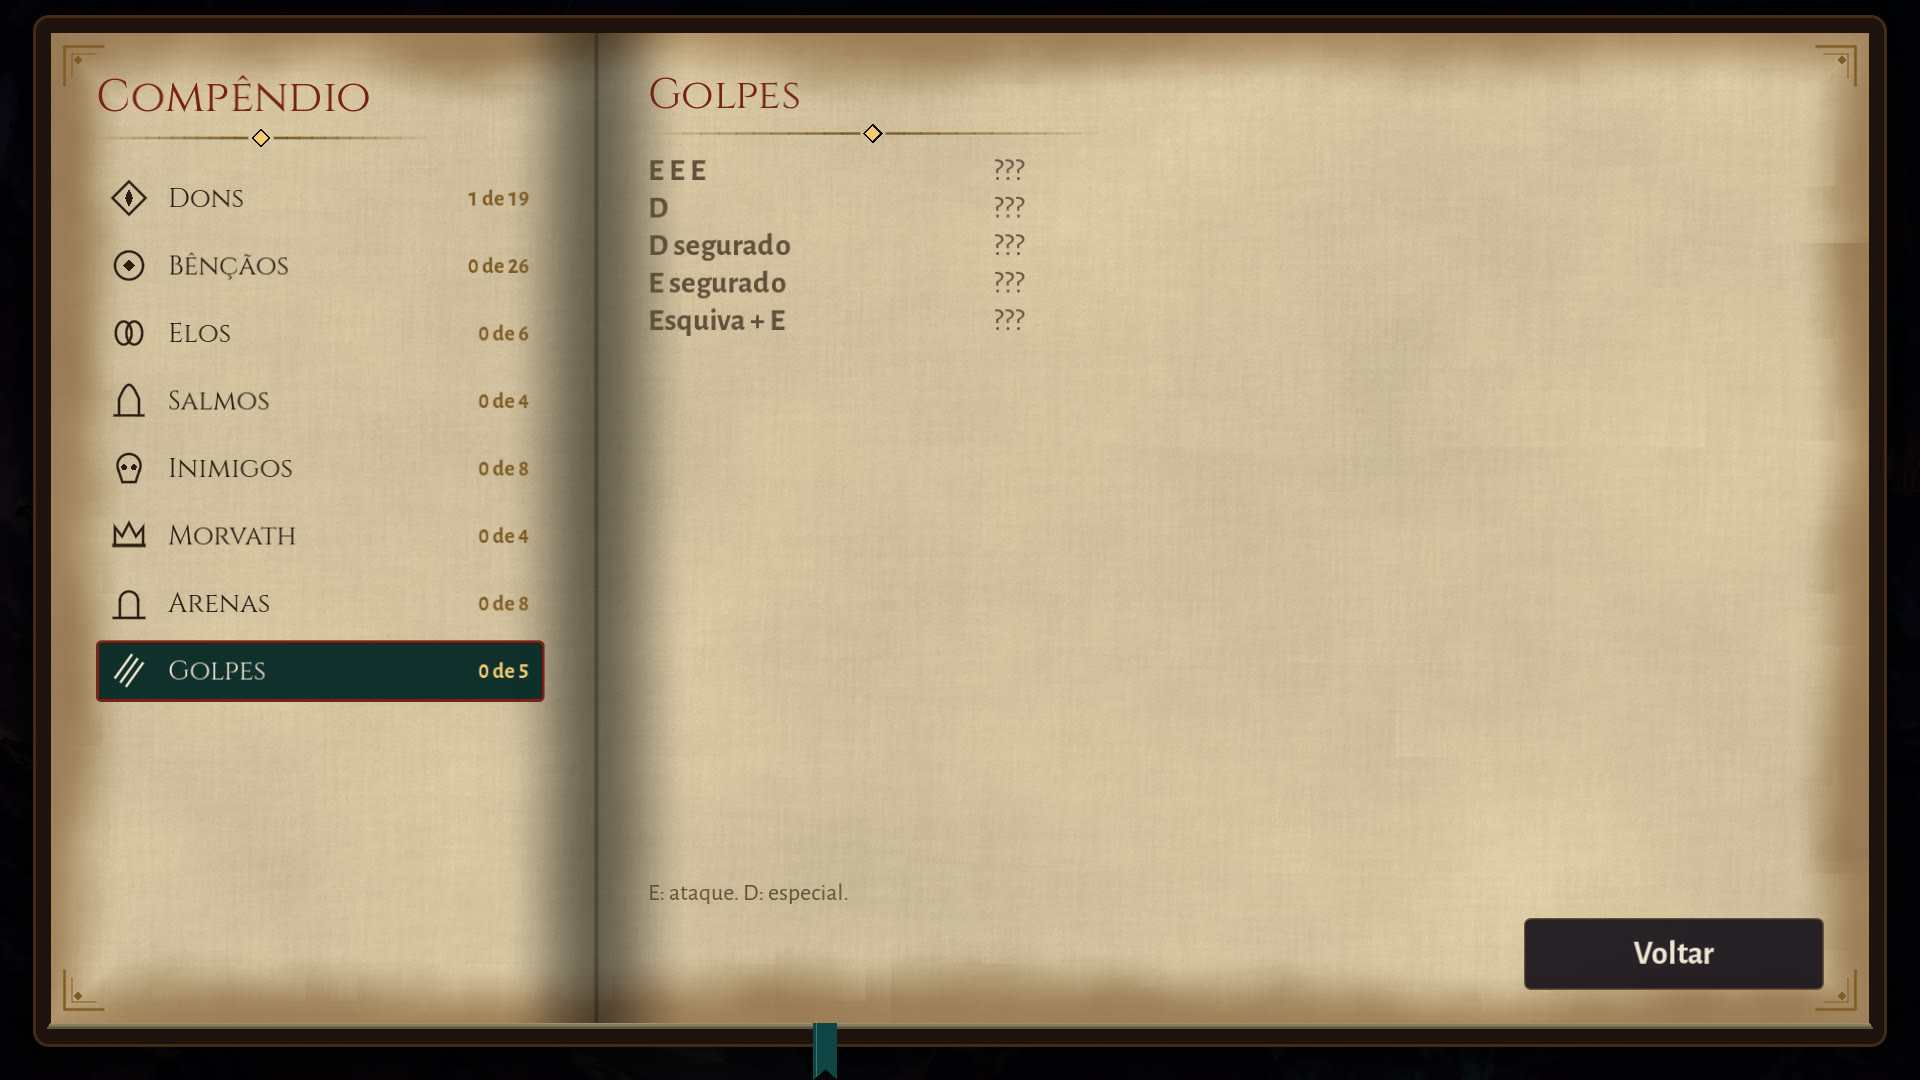 Compêndio
Dons 1 de 19
Bênçãos 0 de 26
Elos 0 de 6
Salmos 0 de 4
Inimigos 0 de 8
Morvath 0 de 4
Arenas 0 de 8
Golpes 0 de 5
Golpes
E E E ???
D ???
D segurado ???
E segurado ???
Esquiva + E ???
E: ataque. D: especial.
Voltar